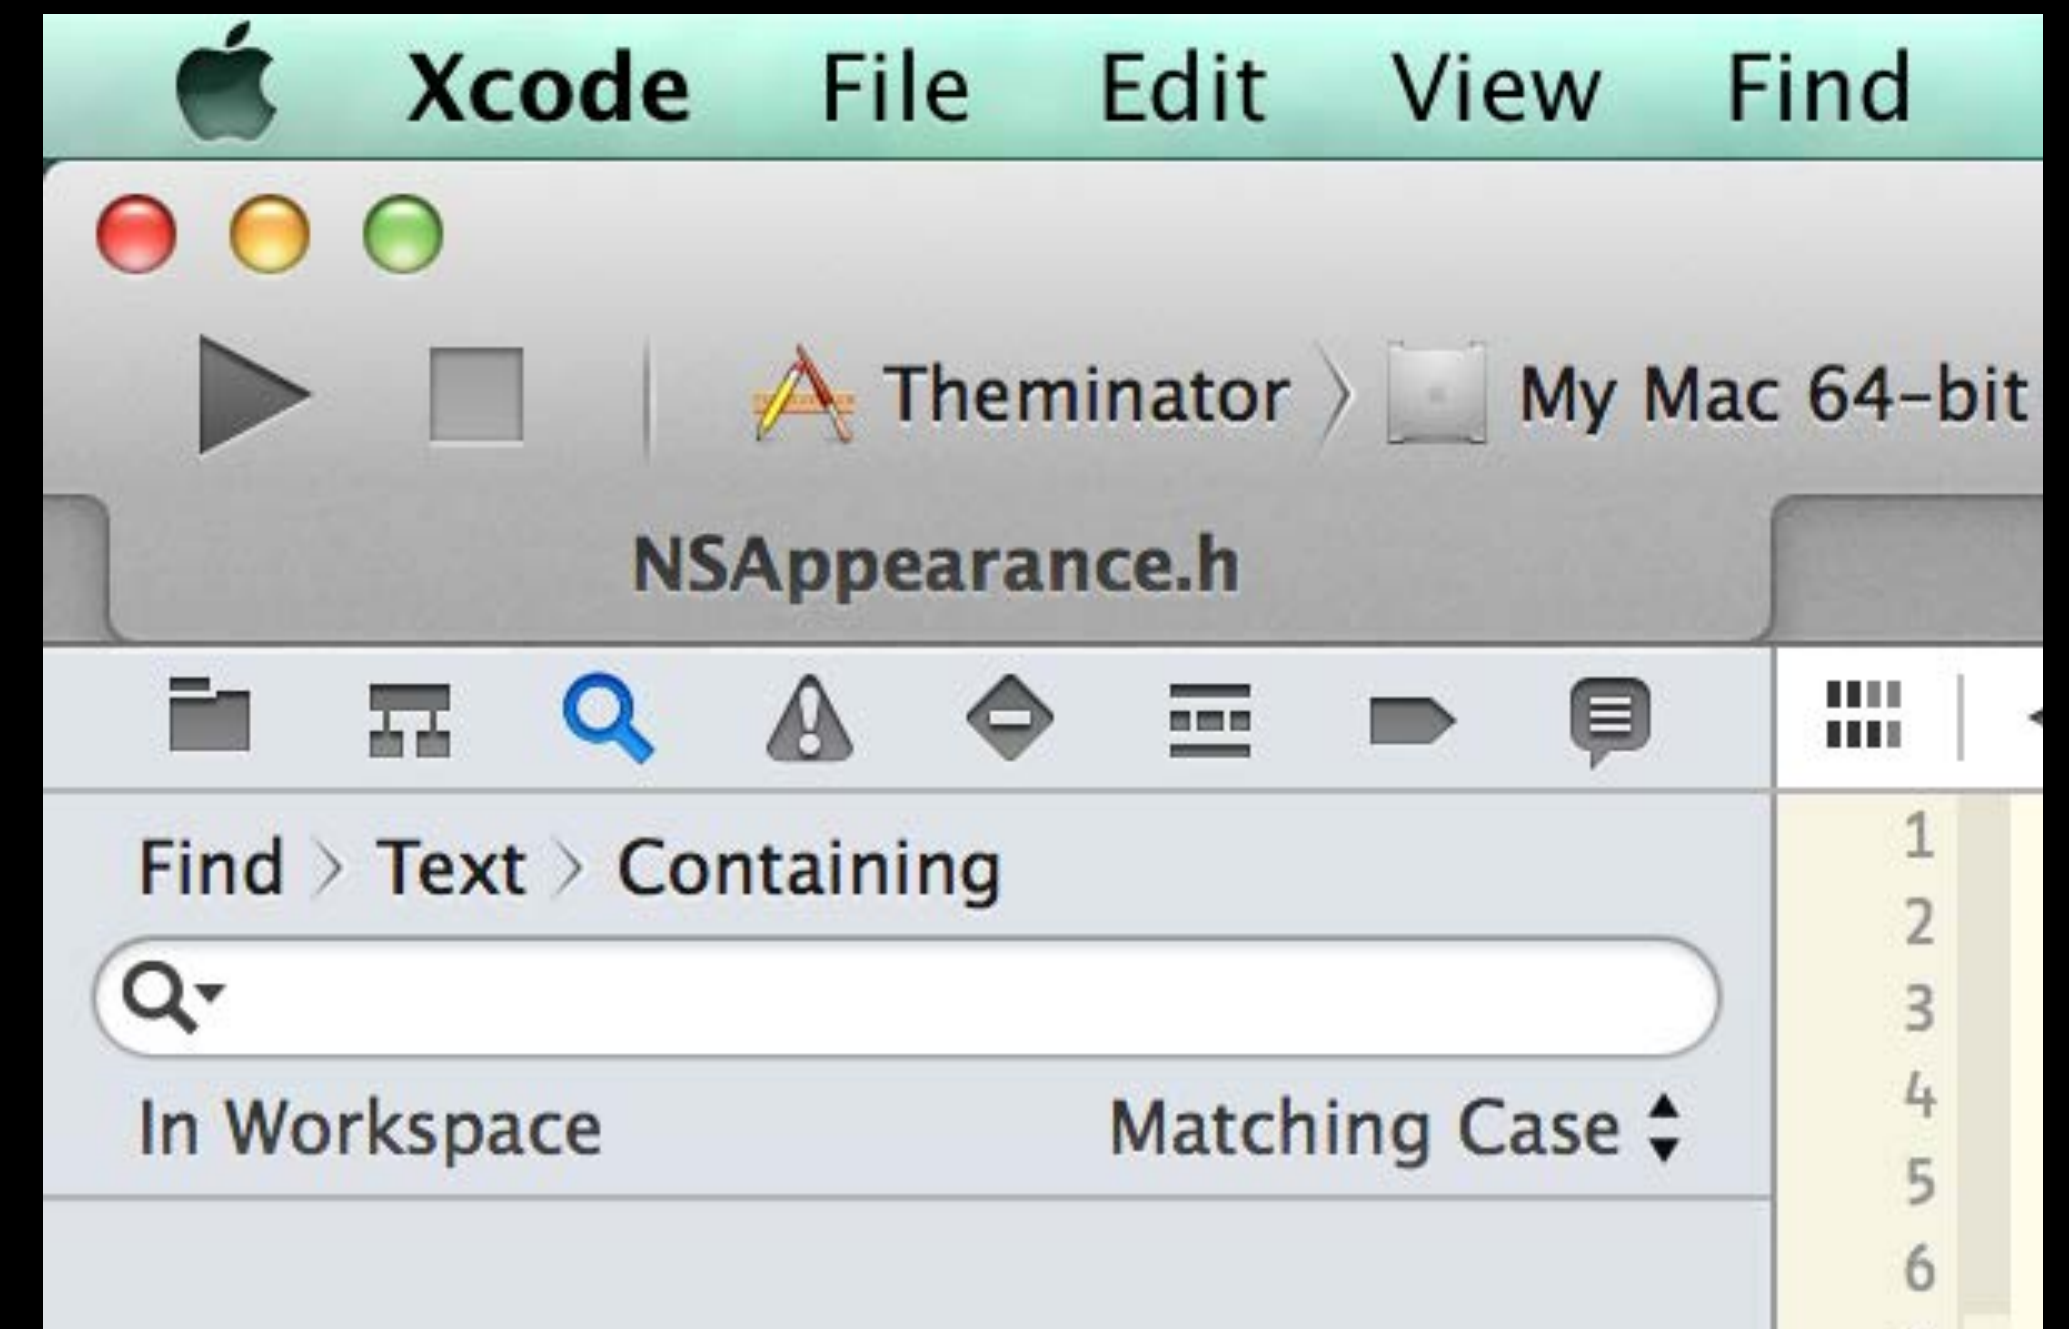 Xcode File Edit View Find
Theminator My Mac 64-bit
NSAppearance.h
Find Text Containing
In Workspace Matching Case
1
2
3
4
5
6